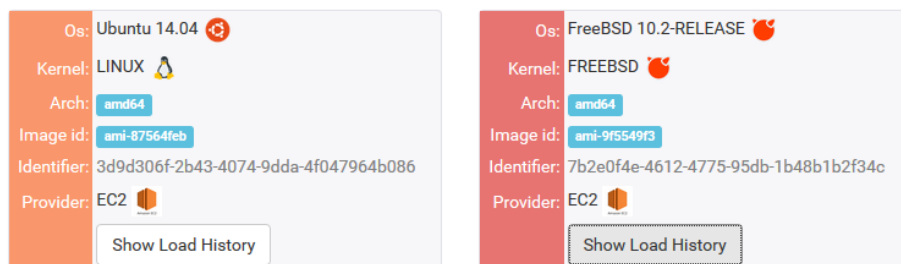 Os: Ubuntu 14.04
Kernel: LINUX
Arch: amd64
Image id: ami-87564feb
Identifier: 3d9d306f-2b43-4074-9dda-4f047964b086
Provider: EC2
Show Load History
Os: FreeBSD 10.2-RELEASE
Kernel: FREEBSD
Arch: amd64
Image id: ami-9f5549f3
Identifier: 7b2e0f4e-4612-4775-95db-1b48b1b2f34c
Provider: EC2
Show Load History